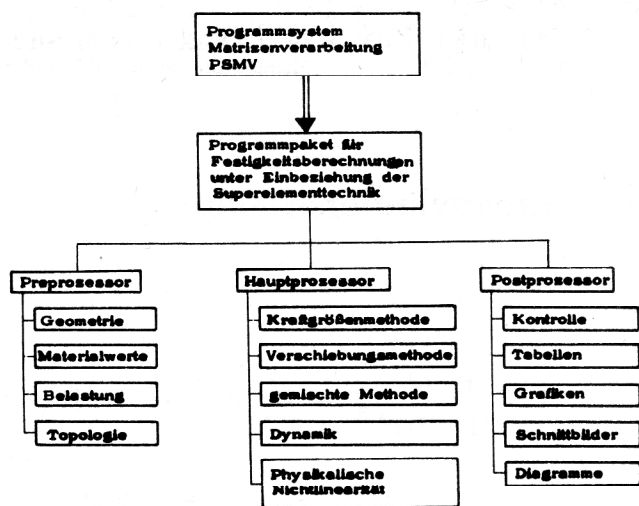 Programmsystem
Matrizenverarbeitung
PSMV
Programmpaket für
Festigkeitsberechnungen
unter Einbeziehung der
Superelementtechnik
Preprozessor
Geometrie
Materialwerte
Belastung
Topologie
Hauptprozessor
Kraftgrößenmethode
Verschiebungsmethode
gemischte Methode
Dynamik
Physikalische
Nichtlinearität
Postprozessor
Kontrolle
Tabellen
Grafiken
Schnittbilder
Diagramme